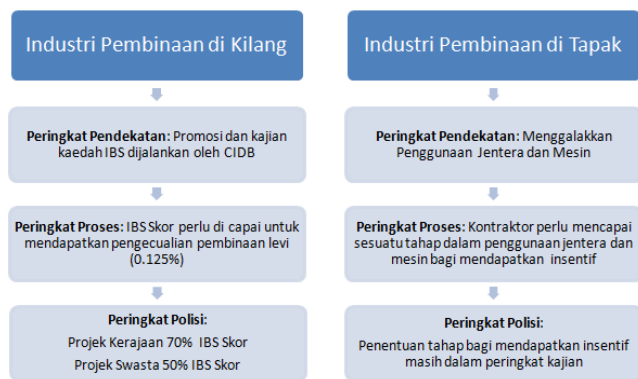 Industri Pembinaan di Kilang
Peringkat Pendekatan: Promosi dan kajian
kaedah IBS dijalankan oleh CIDB
Peringkat Proses: IBS Skor perlu di capai untuk
mendapatkan pengecualian pembinaan levi
(0.125%)
Peringkat Polisi:
Projek Kerajaan 70% IBS Skor
Projek Swasta 50% IBS Skor
Industri Pembinaan di Tapak
Peringkat Pendekatan: Menggalakkan
Penggunaan Jentera dan Mesin
Peringkat Proses: Kontraktor perlu mencapai
sesuatu tahap dalam penggunaan jentera dan
mesin bagi mendapatkan insentif
Peringkat Polisi:
Penentuan tahap bagi mendapatkan insentif
masih dalam peringkat kajian